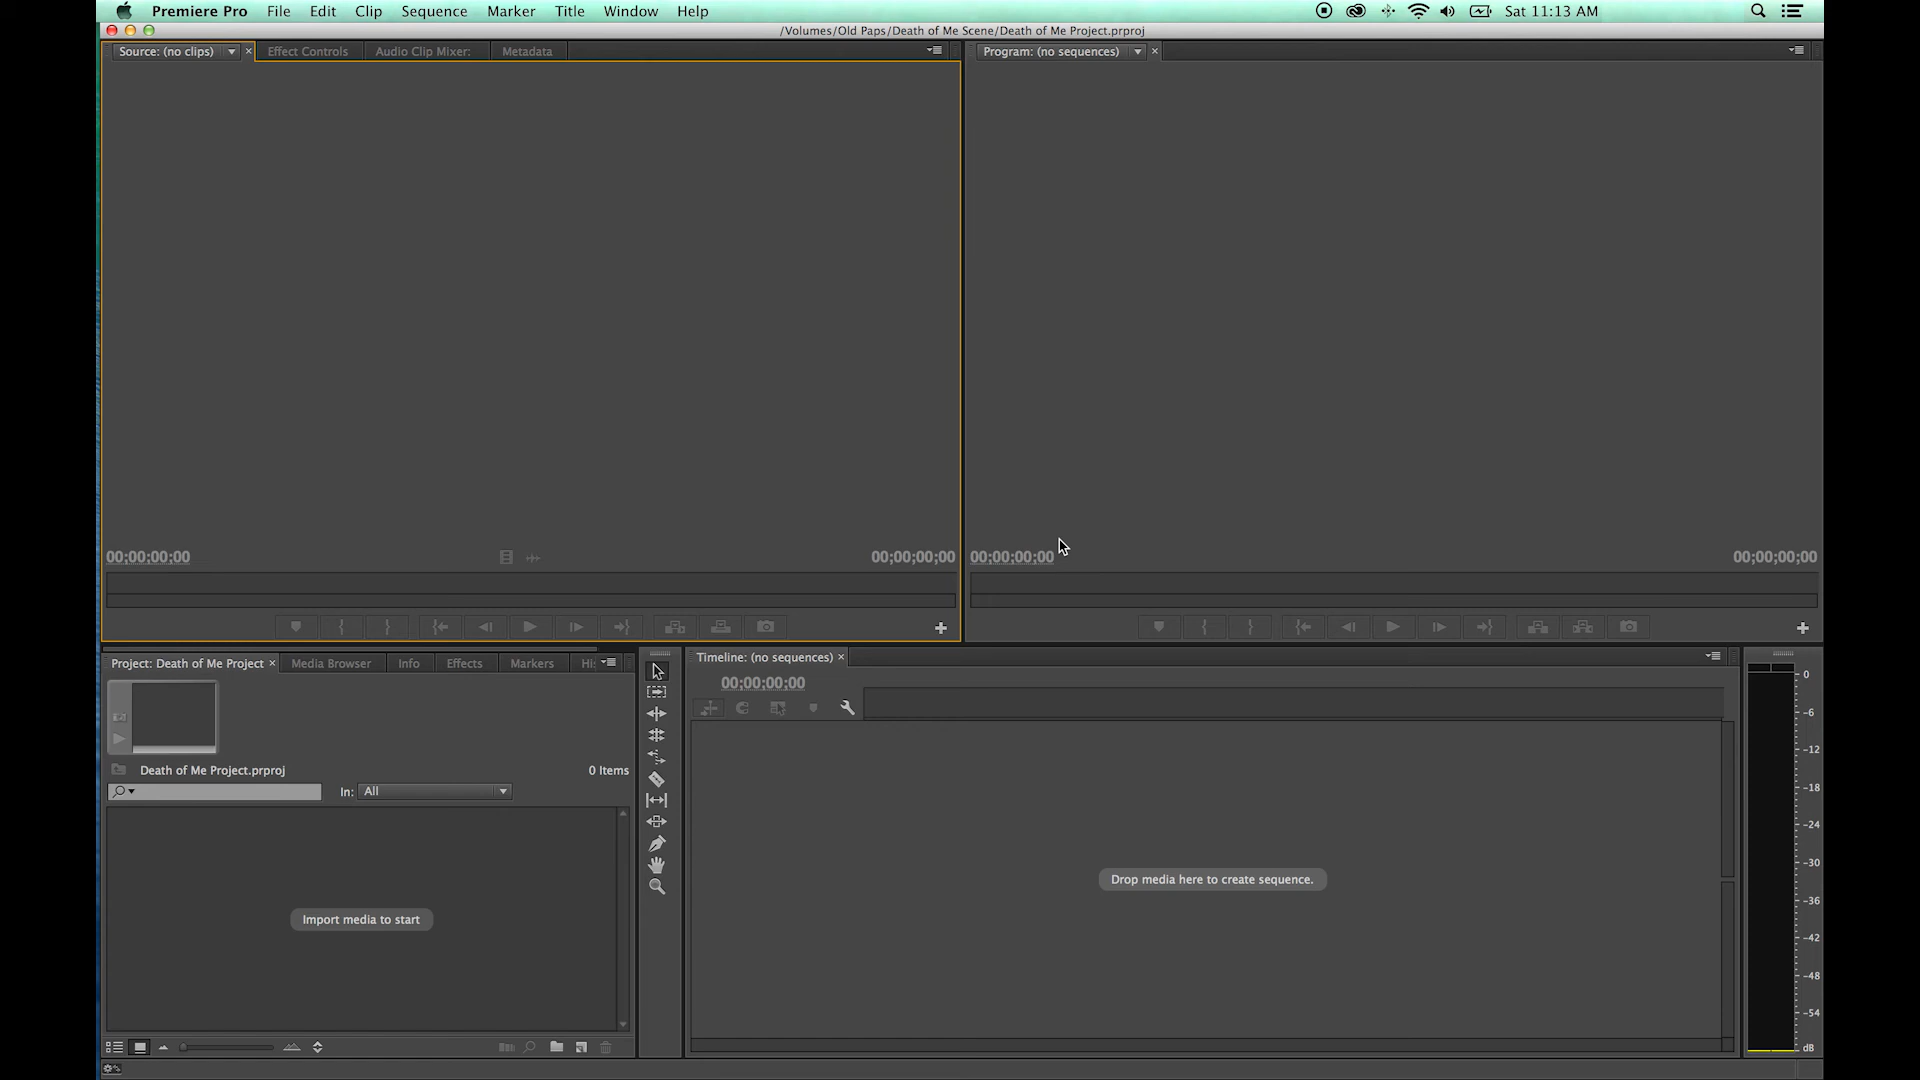 Premiere Pro File Edit Clip Sequence Marker Title Window Help Sat 11:13 AM
/Volumes/Old Paps/Death of Me Scene/Death of Me Project.prproj
Source: (no clips) Effect Controls Audio Clip Mixer: Metadata
Program: (no sequences)
00;00;00;00 00;00;00;00
00;00;00;00 00;00;00;00
Project: Death of Me Project Media Browser Info Effects Markers Hi:
Death of Me Project.prproj 0 Items
In: All
Import media to start
Timeline: (no sequences)
00;00;00;00
Drop media here to create sequence.
0
-6
-12
-18
-24
-30
-36
-42
-48
-54
dB